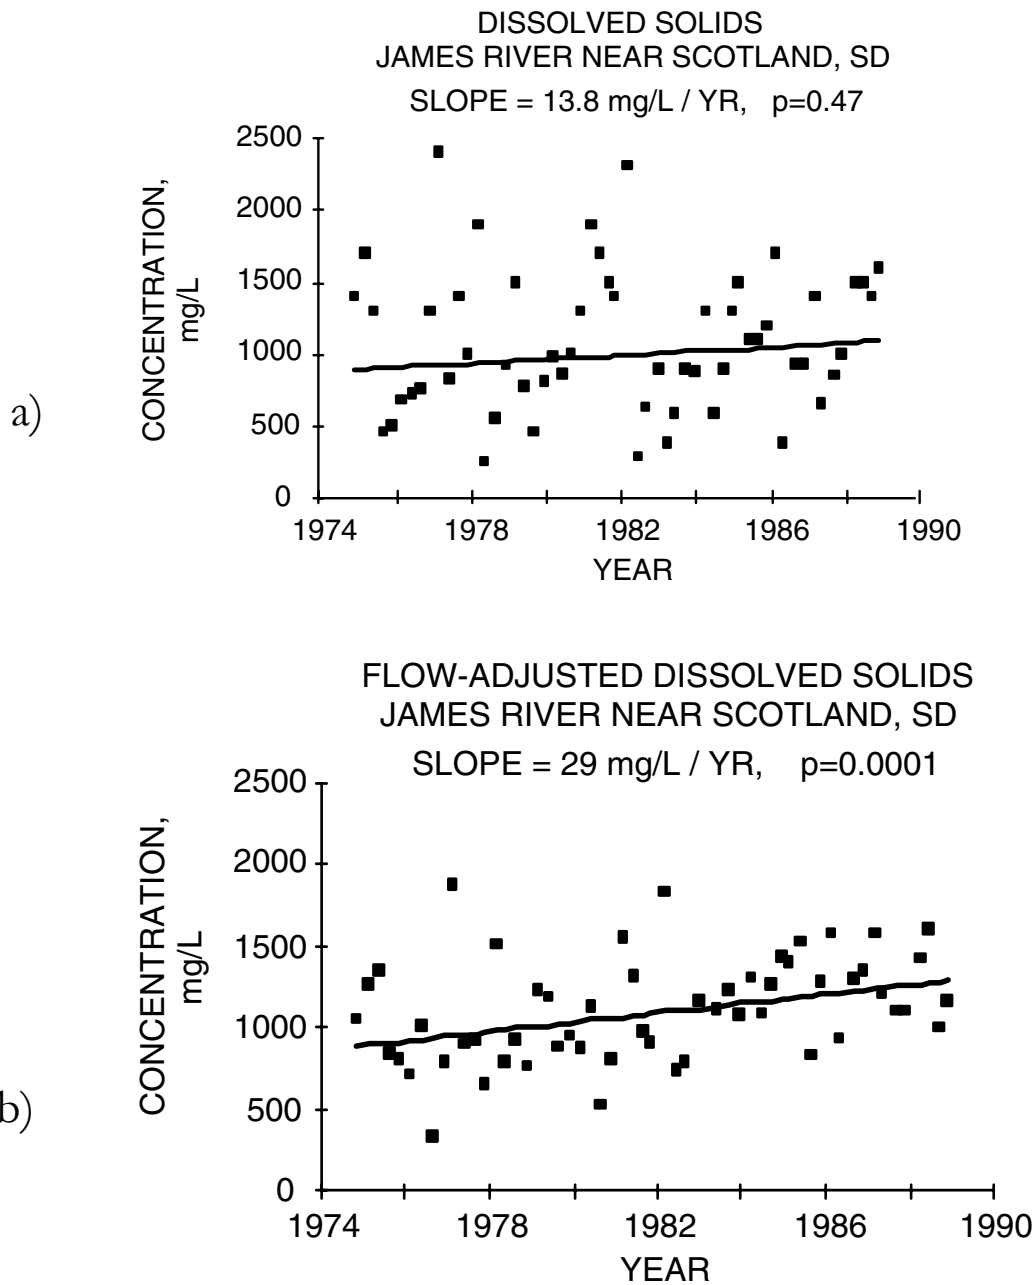 DISSOLVED SOLIDS
JAMES RIVER NEAR SCOTLAND, SD
SLOPE = 13.8 mg/L / YR, p=0.47
a)
CONCENTRATION,
mg/L
2500
2000
1500
1000
500
0
1974 1978 1982 1986 1990
YEAR
FLOW-ADJUSTED DISSOLVED SOLIDS
JAMES RIVER NEAR SCOTLAND, SD
SLOPE = 29 mg/L / YR, p=0.0001
b)
CONCENTRATION,
mg/L
2500
2000
1500
1000
500
0
1974 1978 1982 1986 1990
YEAR